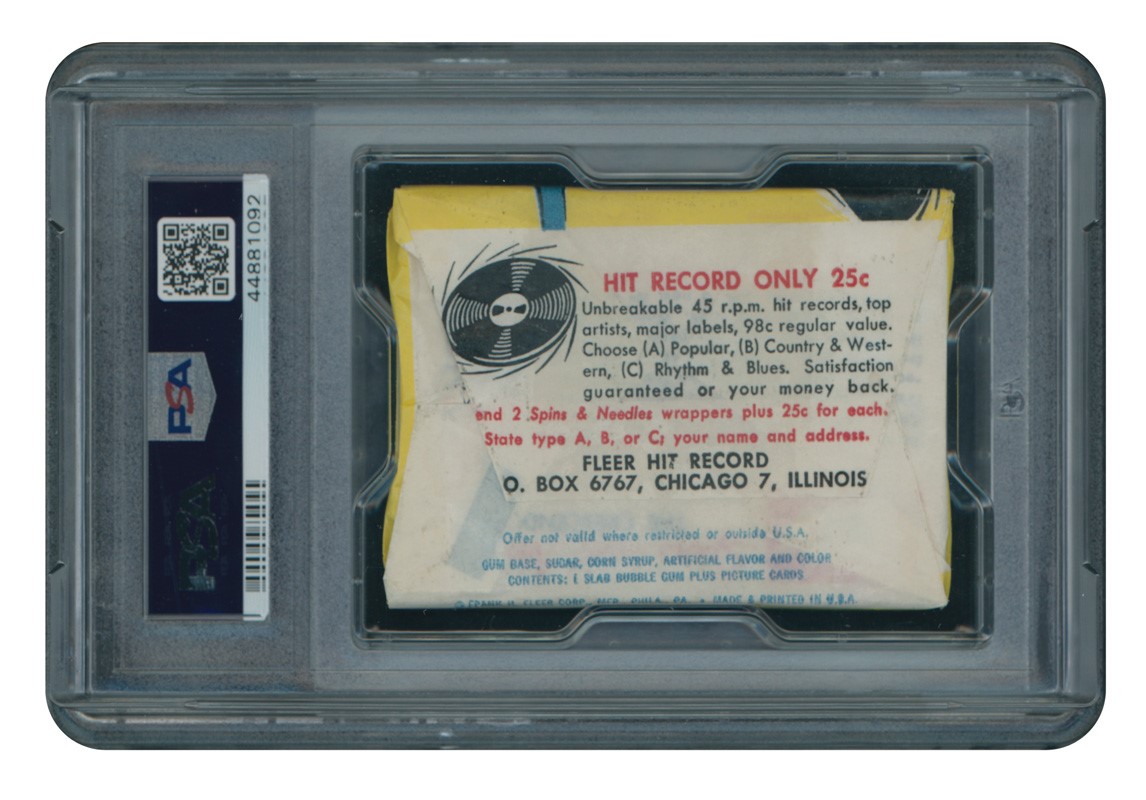 44881092
PSA
PSA
HIT RECORD ONLY 25c
Unbreakable 45 r.p.m. hit records, top
artists, major labels, 98c regular value.
Choose (A) Popular, (B) Country & West-
ern, (C) Rhythm & Blues. Satisfaction
guaranteed or your money back.
end 2 Spins & Needles wrappers plus 25c for each.
State type A, B, or C, your name and address.
FLEER HIT RECORD
O. BOX 6767, CHICAGO 7, ILLINOIS
Offer not valid where restricted or outside U.S.A.
GUM BASE, SUGAR, CORN SYRUP, ARTIFICIAL FLAVOR AND COLOR
CONTENTS: 1 SLAB BUBBLE GUM PLUS PICTURE CARDS
© FRANK H. FLEER CORP. MFR. PHILA. PA. • MADE & PRINTED IN U.S.A.